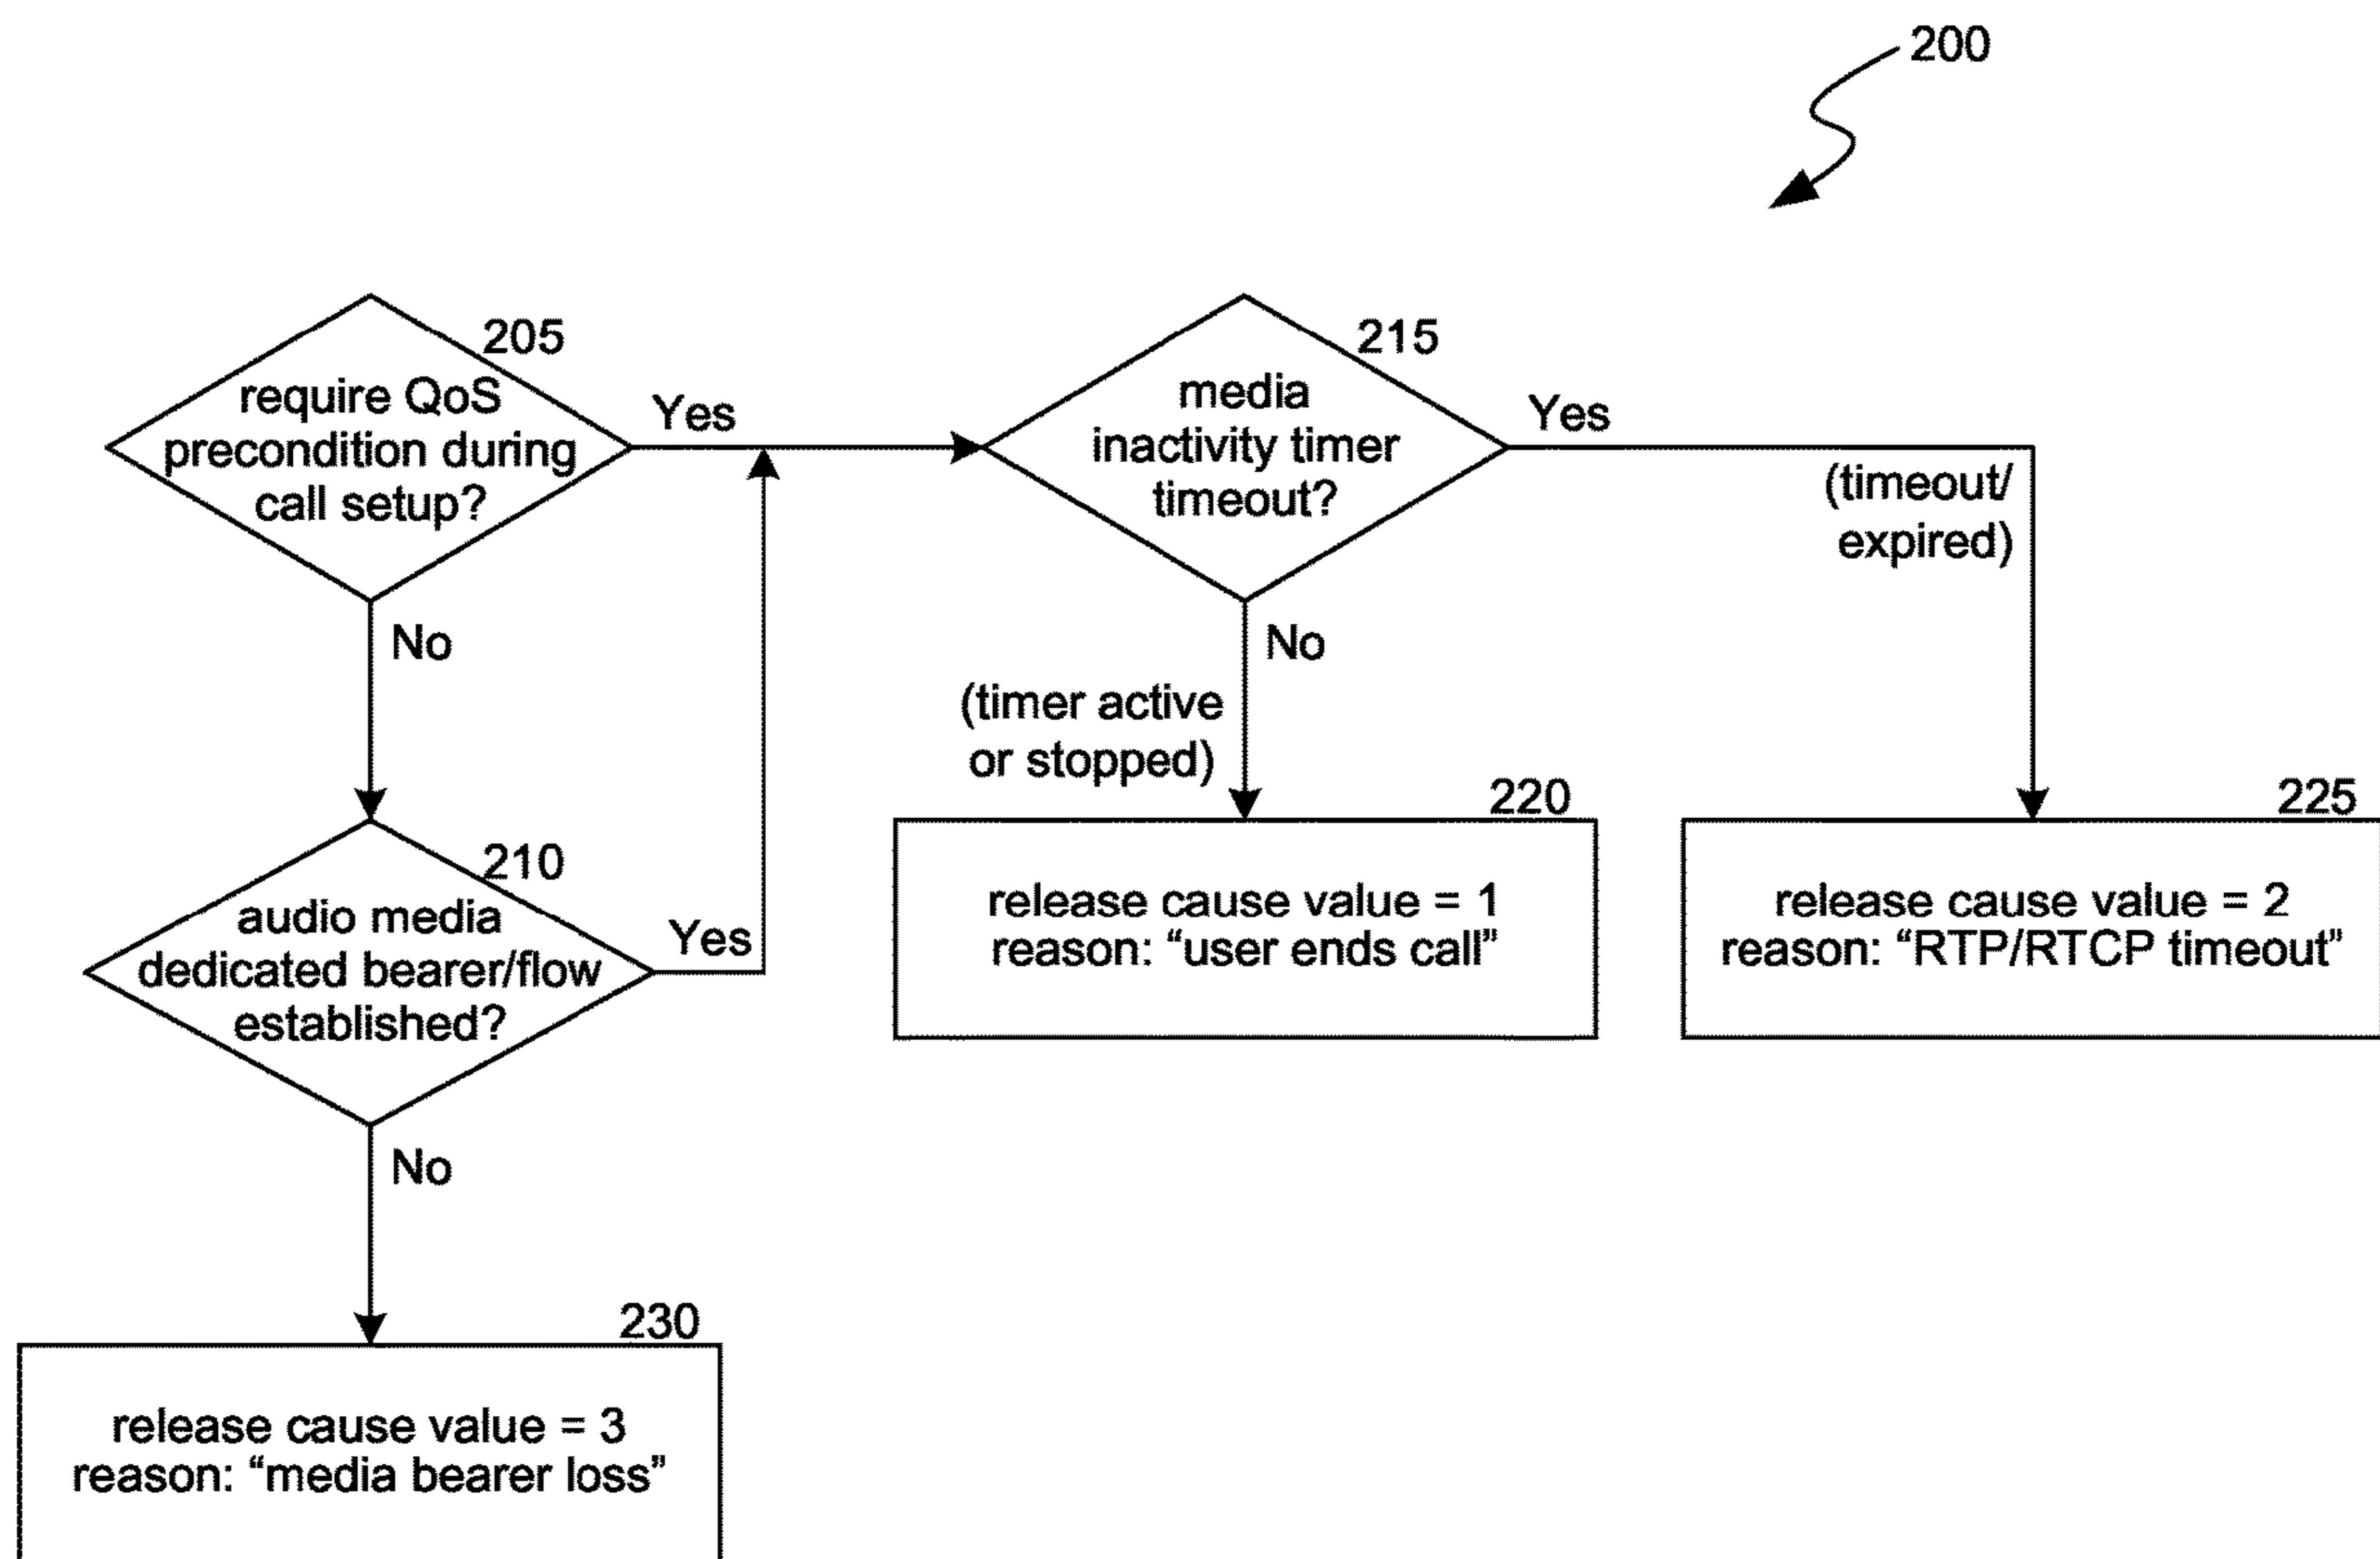 200
205
require QoS
precondition during
call setup?
Yes
No
215
media
inactivity timer
timeout?
Yes
(timeout/
expired)
No
(timer active
or stopped)
210
audio media
dedicated bearer/flow
established?
Yes
No
220
release cause value = 1
reason: “user ends call”
225
release cause value = 2
reason: “RTP/RTCP timeout”
230
release cause value = 3
reason: “media bearer loss”